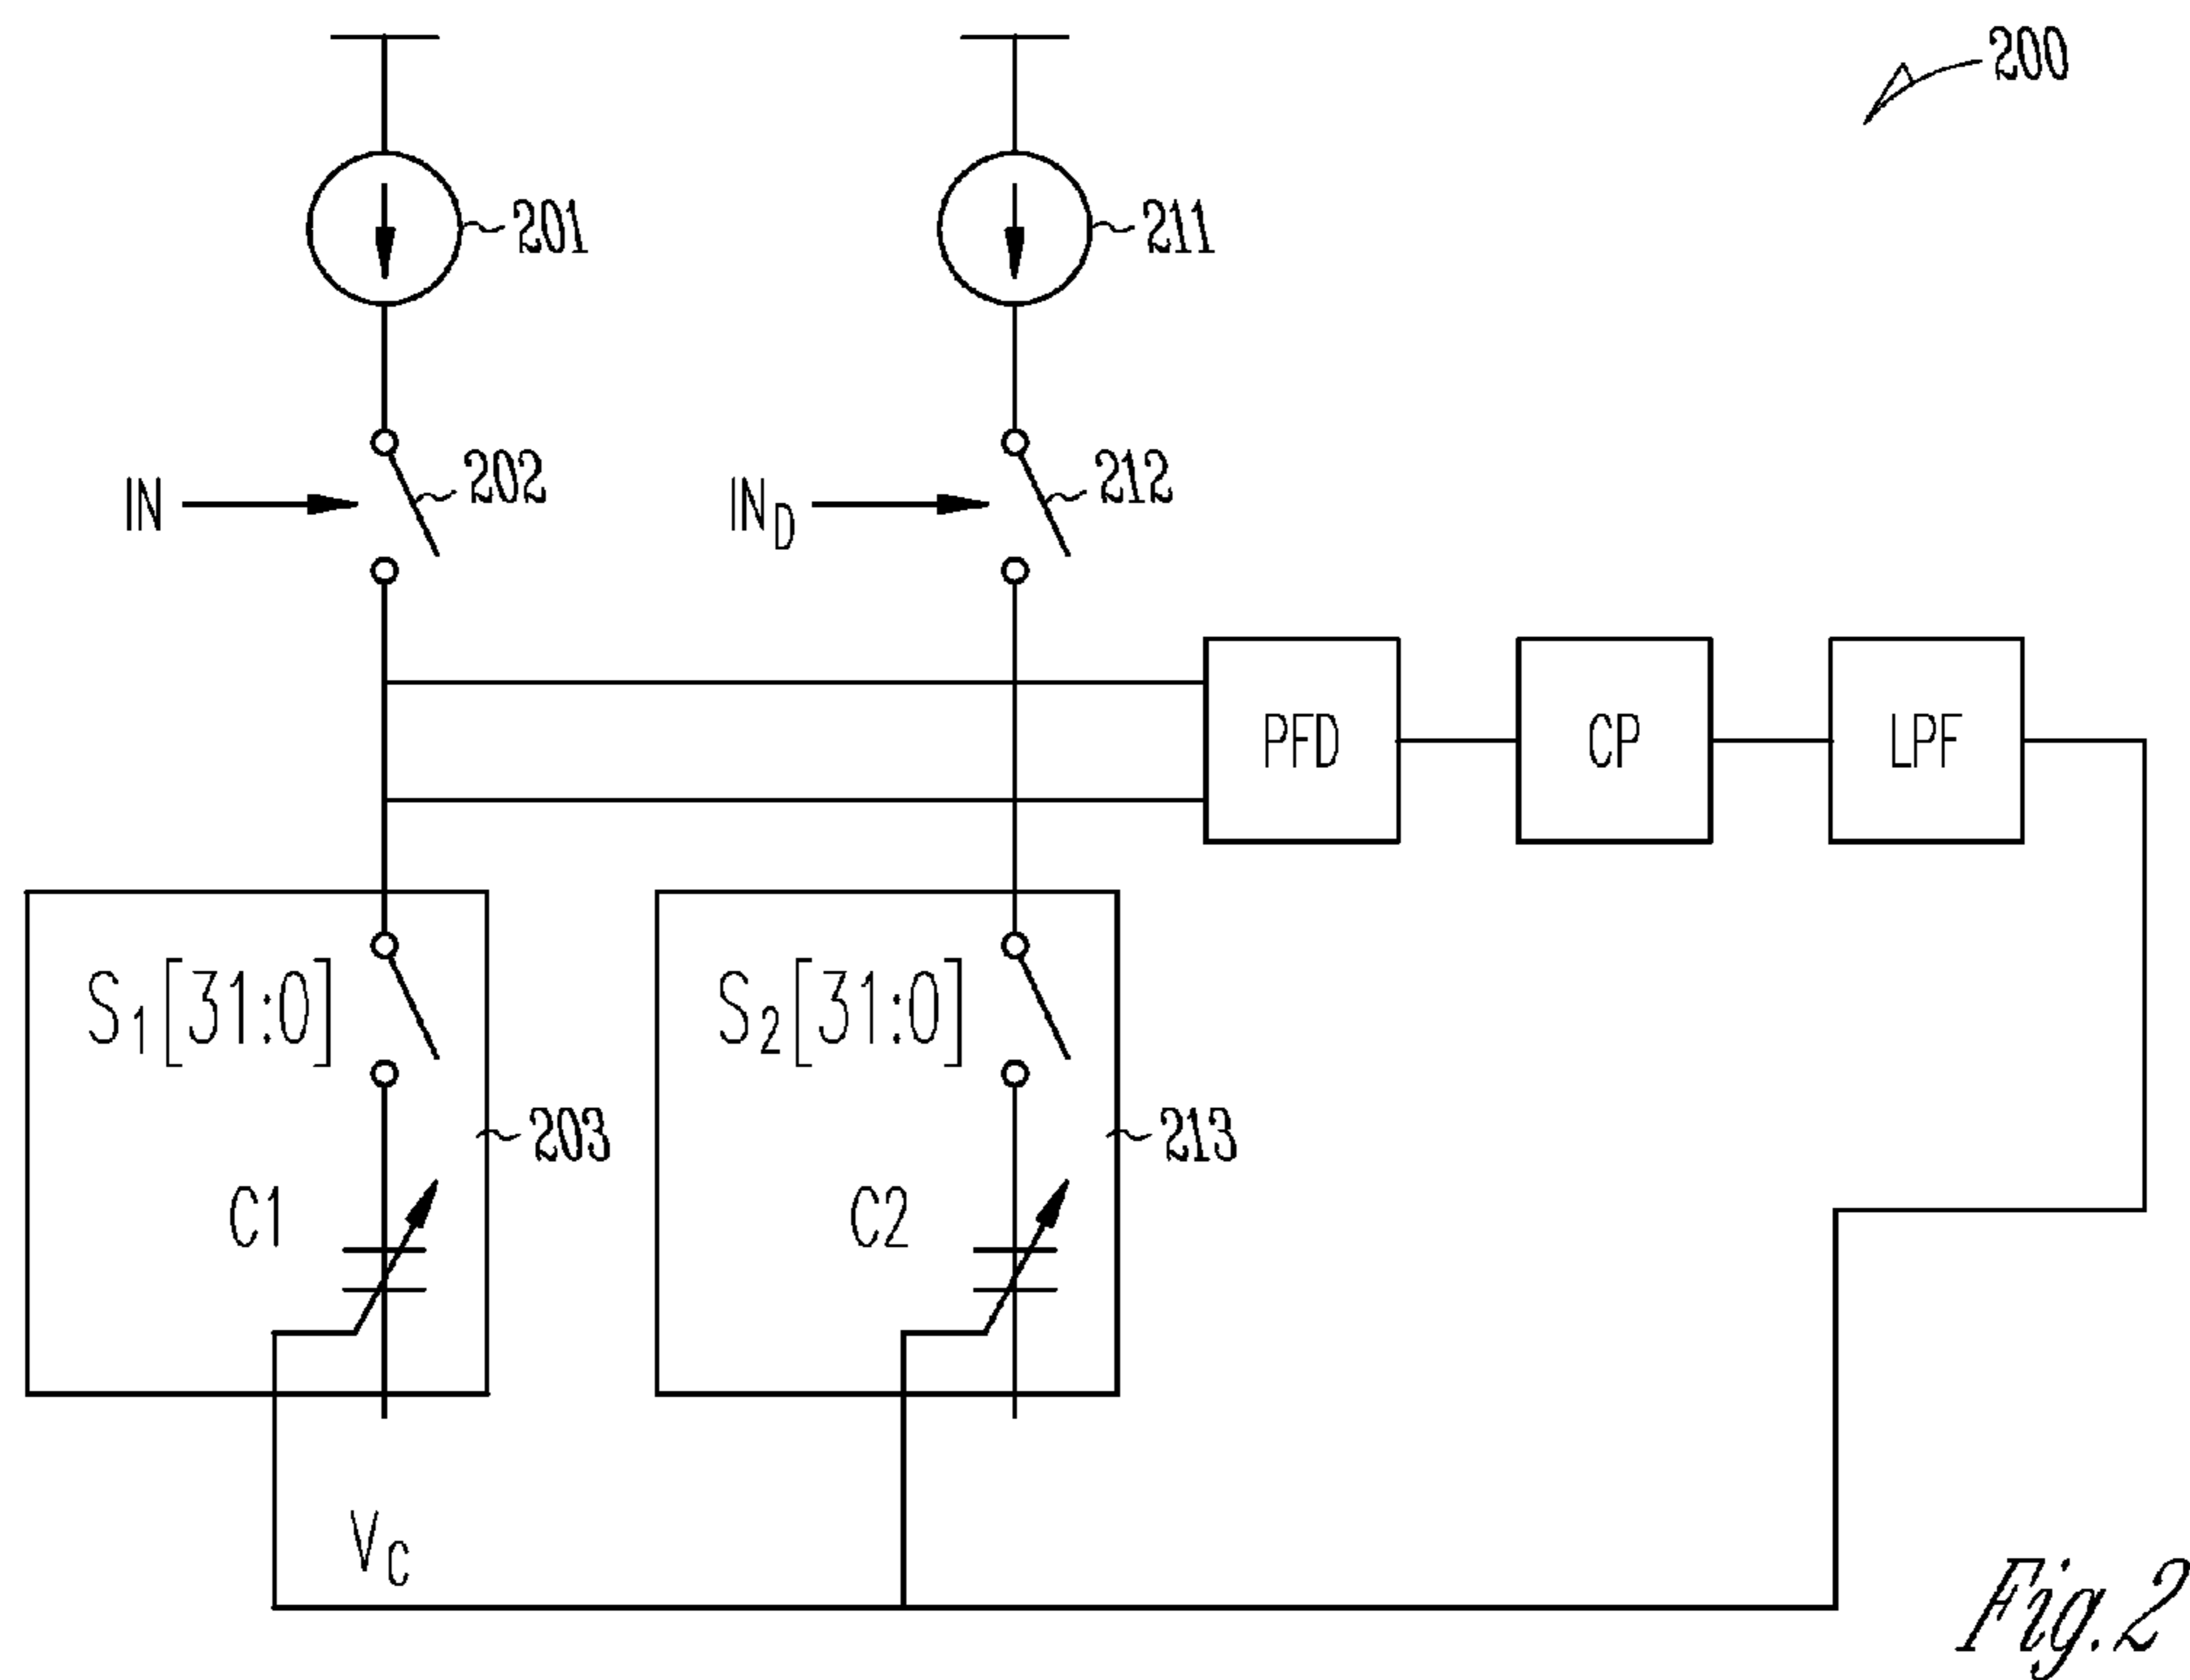 200
201
211
IN
202
IN_D
212
PFD
CP
LPF
S1[31:0]
S2[31:0]
203
213
C1
C2
VC
Fig.2